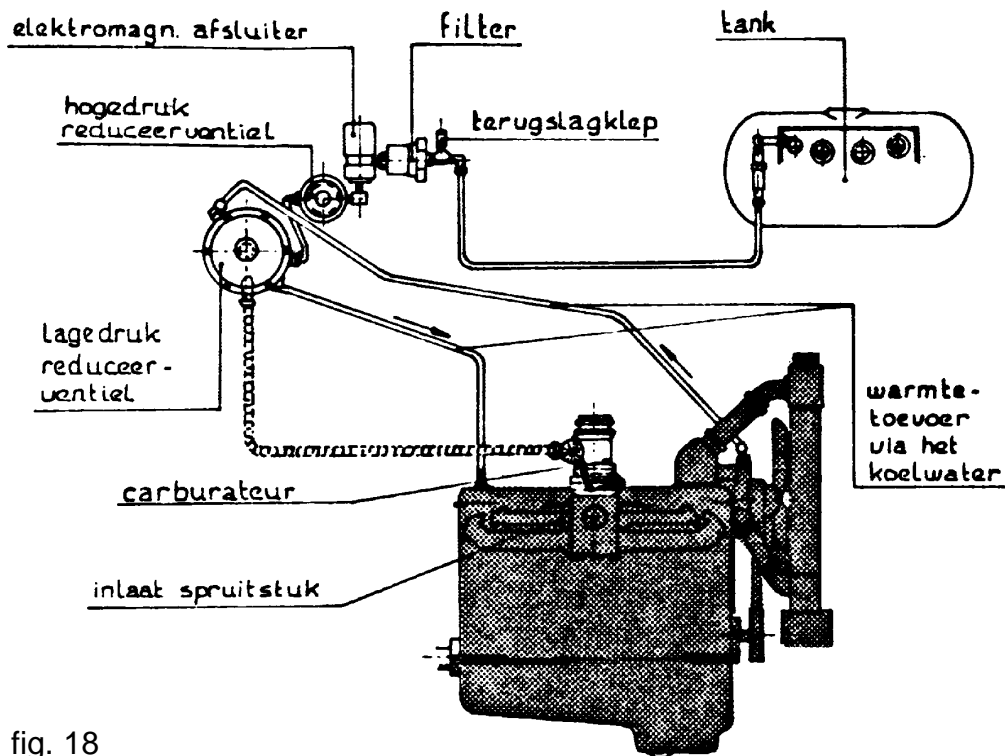 elektromagn. afsluiter
filter
tank
hogedruk
reduceerventiel
terugslagklep
lagedruk
reduceer-
ventiel
warmte-
toevoer
via het
koelwater
carburateur
inlaat spruitstuk
fig. 18